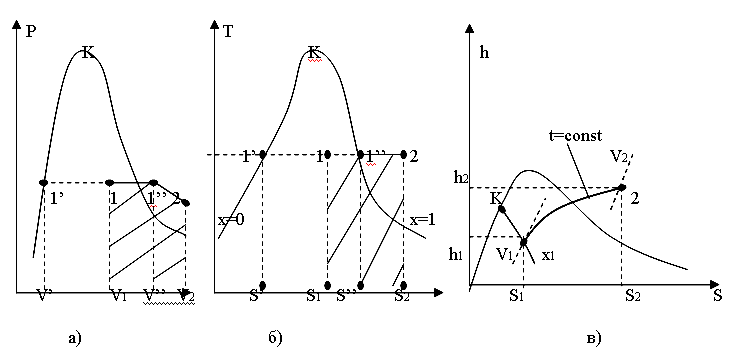 P
K
1’
1
1’’
2
V’
V1
V’’
V2
а)
T
K
1’
1
1’’
2
x=0
x=1
S’
S1
S’’
S2
б)
h
t=const
V2
h2
K
2
h1
V1
x1
S1
S2
S
в)